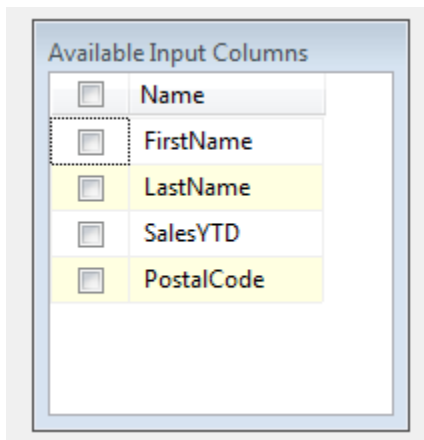 Available Input Columns
Name
FirstName
LastName
SalesYTD
PostalCode